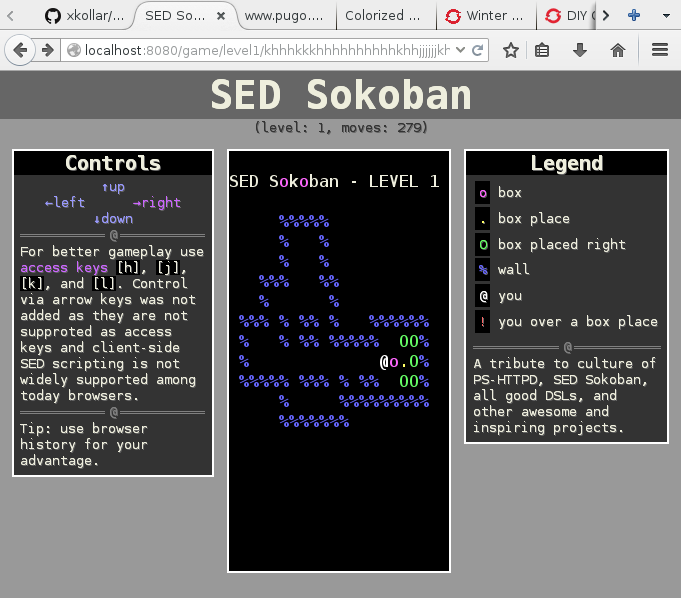 xkollar/...
SED So...
www.pugo....
Colorized ...
Winter ...
DIY
localhost:8080/game/level1/khhhkkkhhhhhhhhhhhkhhjjjjjjkh
SED Sokoban
(level: 1, moves: 279)
Controls
↑up
←left →right
↓down
@
For better gameplay use
access keys [h], [j],
[k], and [l]. Control
via arrow keys was not
added as they are not
supproted as access
keys and client-side
SED scripting is not
widely supported among
today browsers.
@
Tip: use browser
history for your
advantage.
SED Sokoban - LEVEL 1
    %%%%%
    %   %
    %   %
  %%%   %%
  %      %
%%% % %% %   %%%%%%
%   % %% %%%%%  OO%
%             @o.O%
%%%%% %%% % %%  OO%
    %     %%%%%%%%%
    %%%%%%%
Legend
o box
. box place
O box placed right
% wall
@ you
! you over a box place
@
A tribute to culture of
PS-HTTPD, SED Sokoban,
all good DSLs, and
other awesome and
inspiring projects.